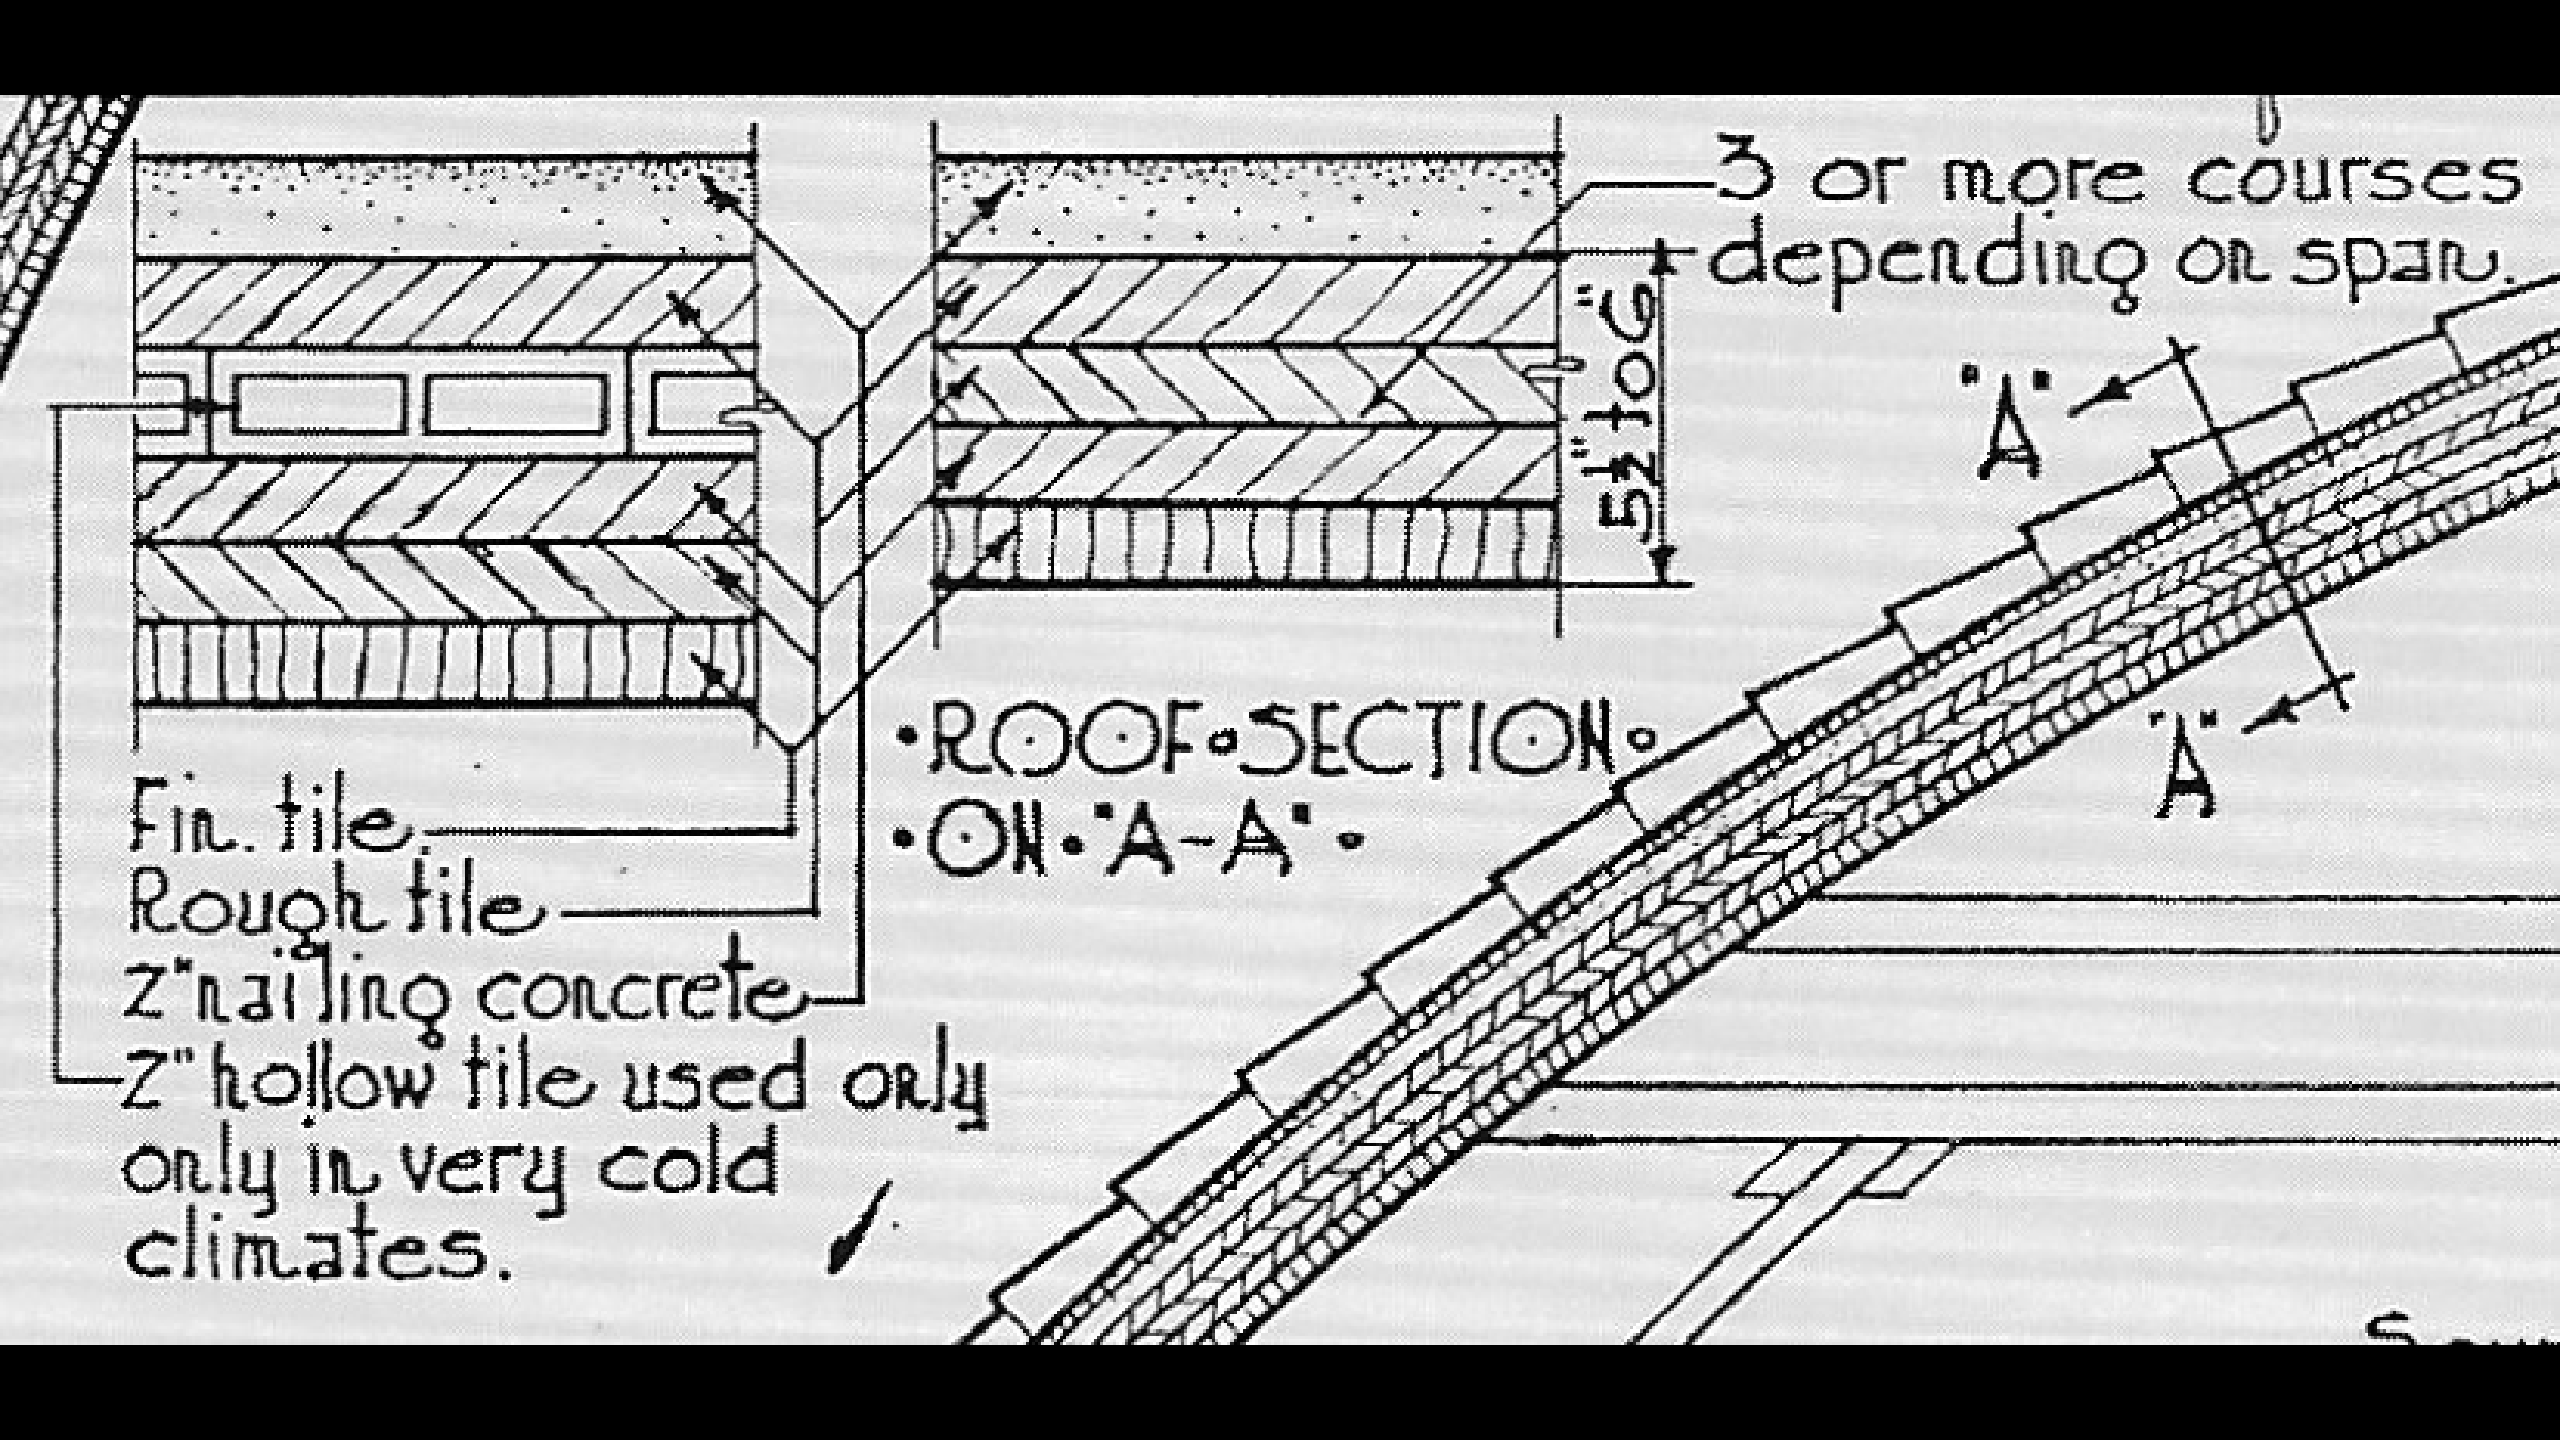 3 or more courses
depending on span.
5½" to 6"
"A"
"A"
•ROOF•SECTION•
•ON•"A-A"•
Fin. tile.
Rough tile
2" nailing concrete
2" hollow tile used only
only in very cold
climates.